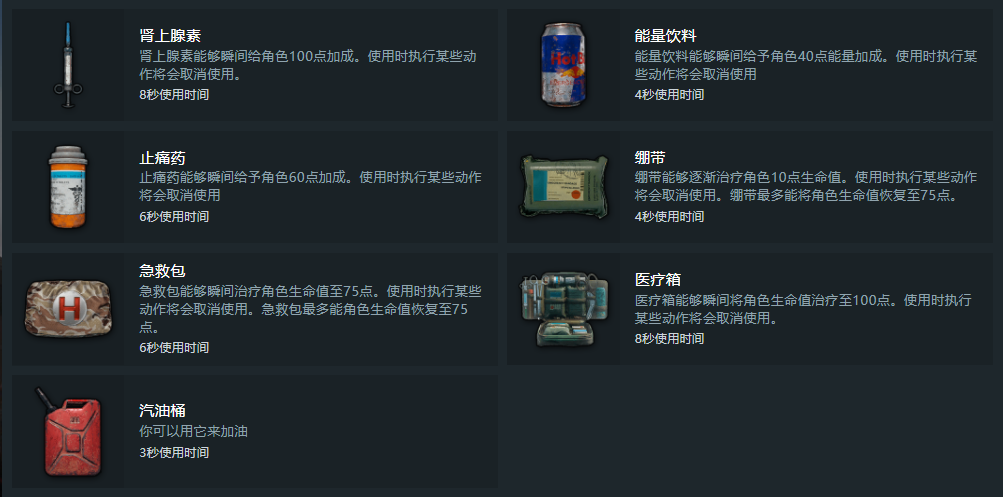 肾上腺素
肾上腺素能够瞬间给角色100点加成。使用时执行某些动
作将会取消使用。
8秒使用时间
能量饮料
能量饮料能够瞬间给予角色40点能量加成。使用时执行某
些动作将会取消使用
4秒使用时间
止痛药
止痛药能够瞬间给予角色60点加成。使用时执行某些动作
将会取消使用
6秒使用时间
绷带
绷带能够逐渐治疗角色10点生命值。使用时执行某些动作
将会取消使用。绷带最多能将角色生命值恢复至75点。
4秒使用时间
急救包
急救包能够瞬间治疗角色生命值至75点。使用时执行某些
动作将会取消使用。急救包最多能角色生命值恢复至75
点。
6秒使用时间
H
医疗箱
医疗箱能够瞬间将角色生命值治疗至100点。使用时执行
某些动作将会取消使用。
8秒使用时间
汽油桶
你可以用它来加油
3秒使用时间